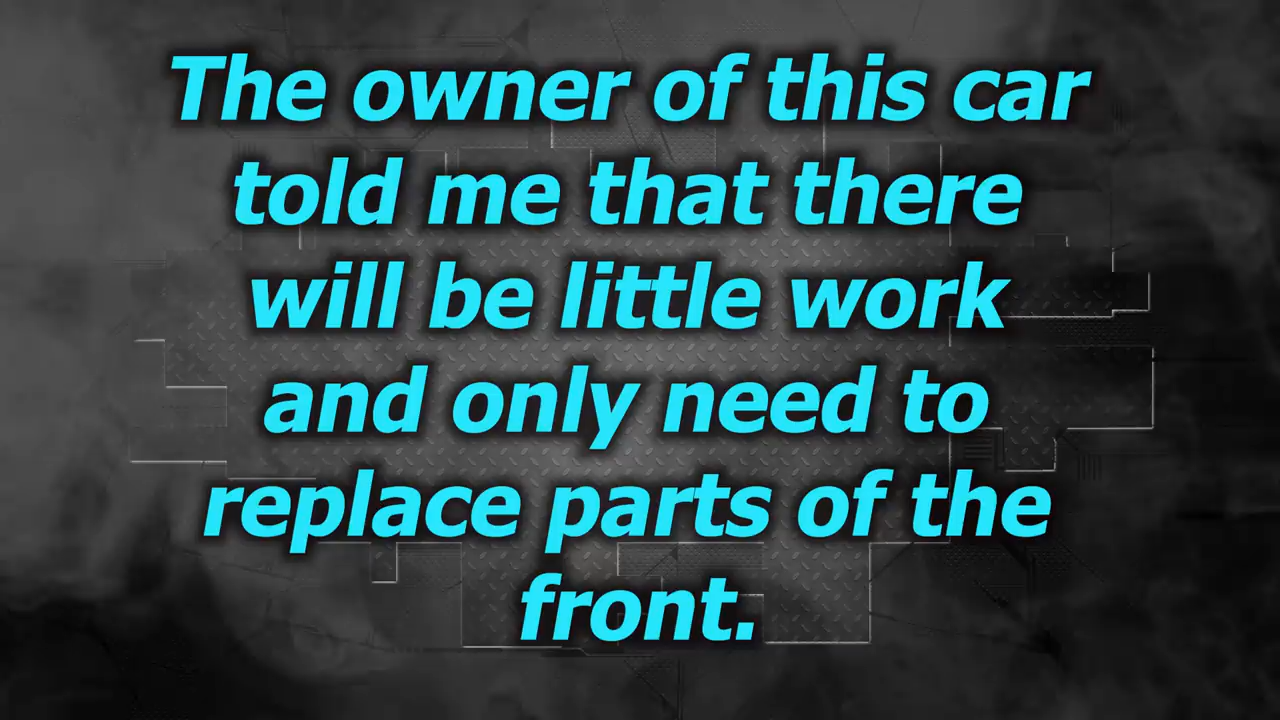 The owner of this car
told me that there
will be little work
and only need to
replace parts of the
front.